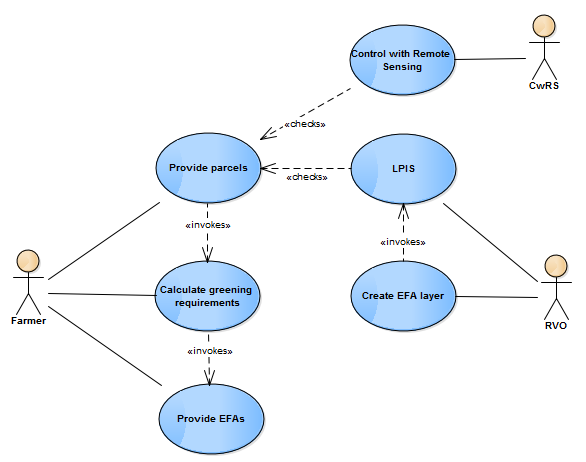 Control with Remote
Sensing
CwRS
«checks»
Provide parcels
«checks»
LPIS
«invokes»
«invokes»
Calculate greening
requirements
Create EFA layer
Farmer
RVO
«invokes»
Provide EFAs